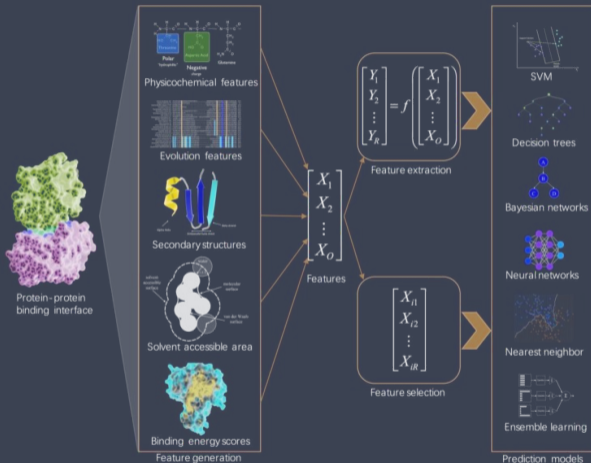 Polar
Negative
Physicochemical features
Evolution features
Secondary structures
Solvent accessible area
Binding energy scores
Feature generation
Protein-protein
binding interface
X1
X2
⋮
XO
Features
Y1
Y2
⋮
YR
= f
X1
X2
⋮
XO
Feature extraction
Xi1
Xi2
⋮
XiR
Feature selection
SVM
Decision trees
Bayesian networks
Neural networks
Nearest neighbor
Ensemble learning
Prediction models